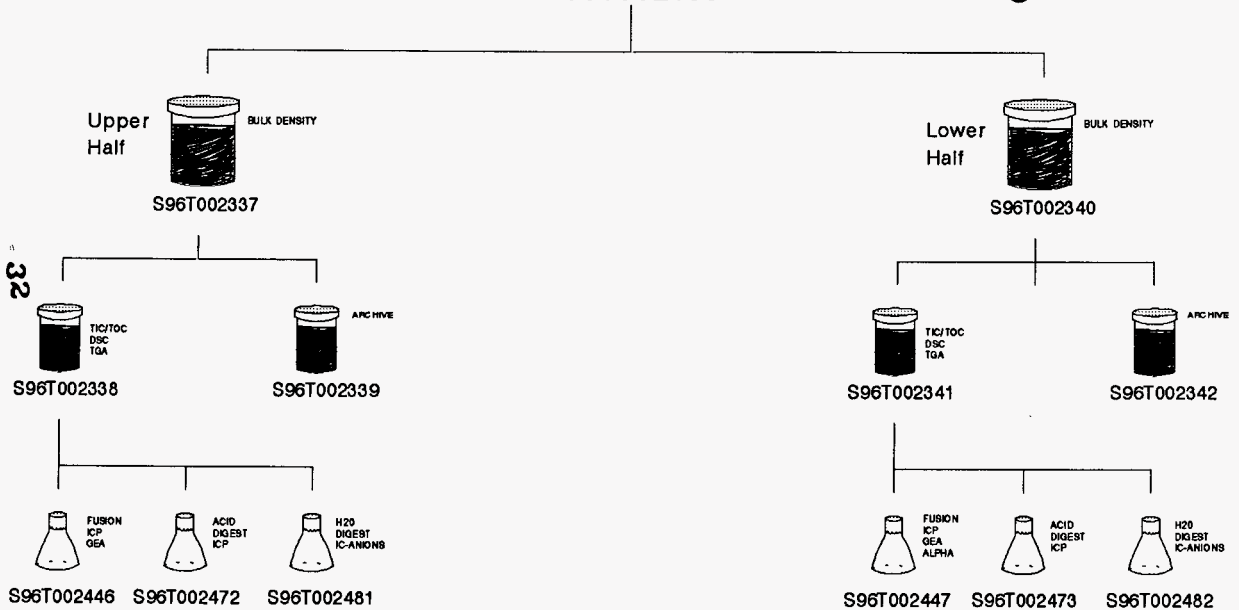 Upper
Half
BULK DENSITY
S96T002337
Lower
Half
BULK DENSITY
S96T002340
32
TIC/TOC
DSC
TGA
S96T002338
ARCHIVE
S96T002339
TIC/TOC
DSC
TGA
S96T002341
ARCHIVE
S96T002342
FUSION
ICP
GEA
S96T002446
ACID
DIGEST
ICP
S96T002472
H20
DIGEST
IC-ANIONS
S96T002481
FUSION
ICP
GEA
ALPHA
S96T002447
ACID
DIGEST
ICP
S96T002473
H20
DIGEST
IC-ANIONS
S96T002482